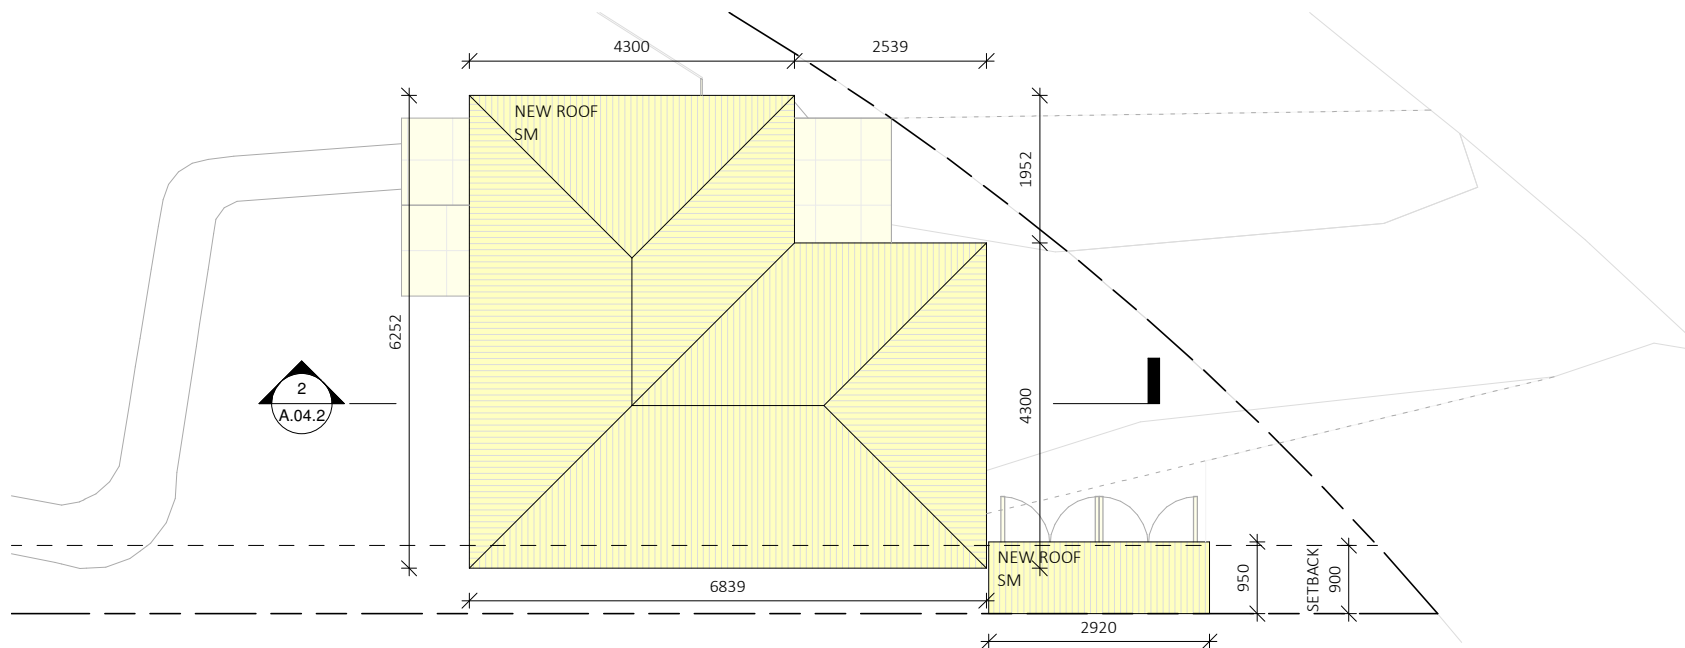 4300
2539
NEW ROOF
SM
1952
6252
2
A.04.2
4300
NEW ROOF
SM
950
SETBACK
900
6839
2920